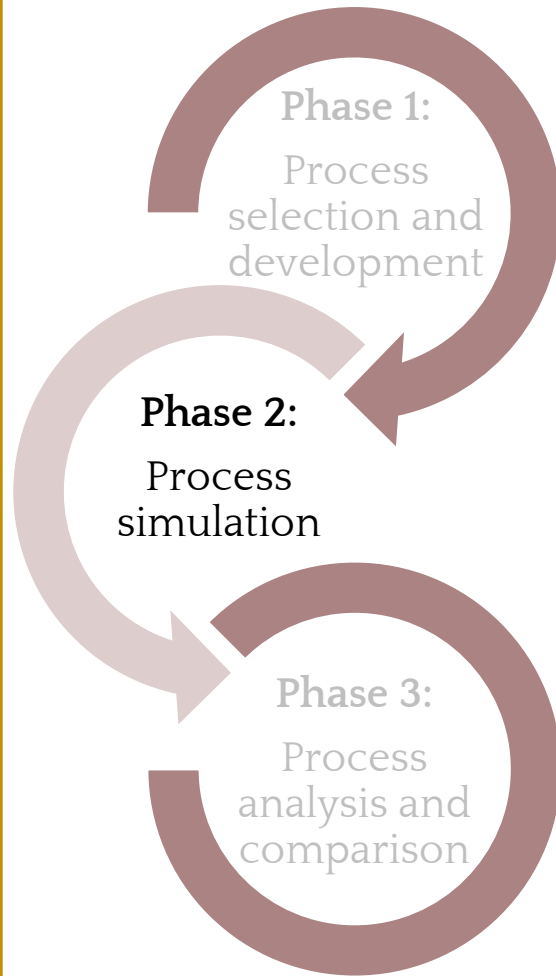 Phase 1:
Process
selection and
development
Phase 2:
Process
simulation
Phase 3:
Process
analysis and
comparison